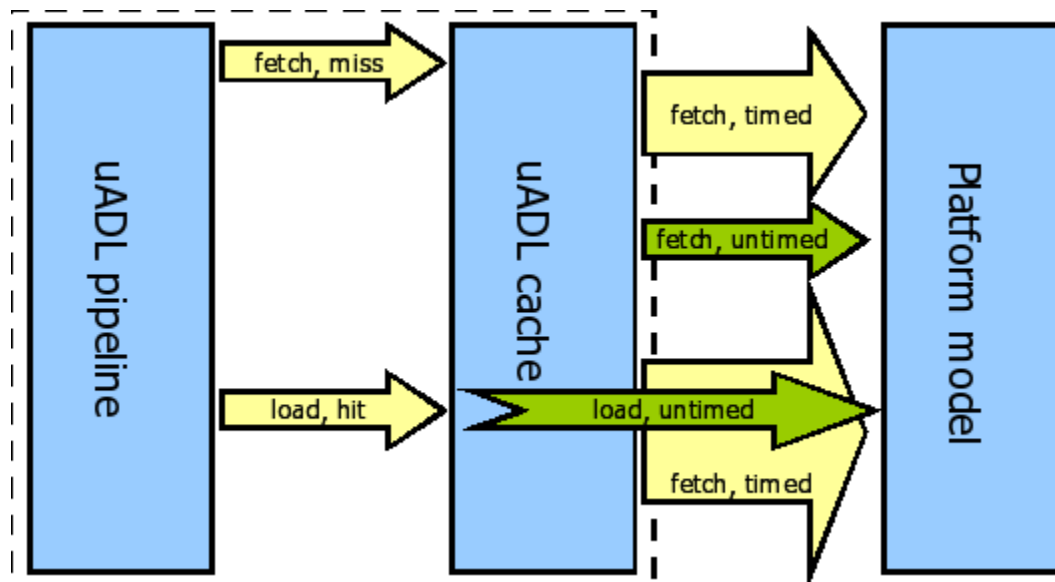 uADL pipeline
fetch, miss
load, hit
uADL cache
fetch, timed
fetch, untimed
load, untimed
fetch, timed
Platform model